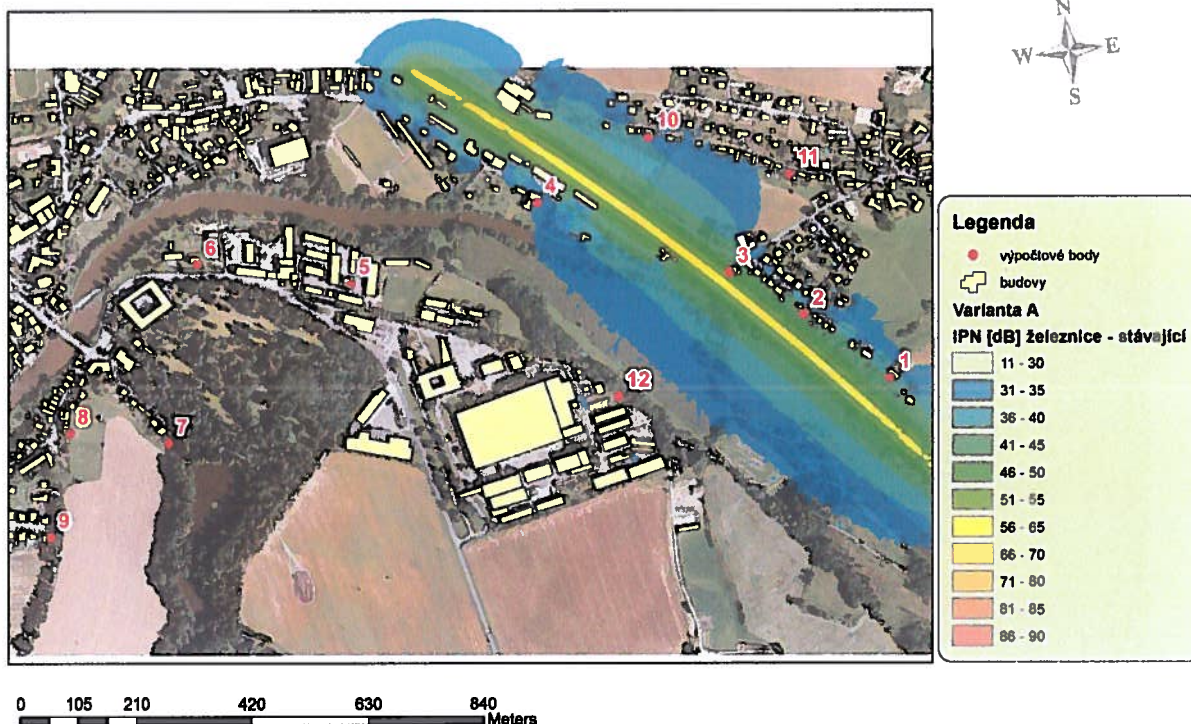 N
W E
S
10
11
4
3
6
5
2
1
12
8
7
9
Legenda
výpočtové body
budovy
Varianta A
IPN [dB] železnice - stávající
11 - 30
31 - 35
36 - 40
41 - 45
46 - 50
51 - 55
56 - 65
66 - 70
71 - 80
81 - 85
86 - 90
0 105 210 420 630 840
Meters